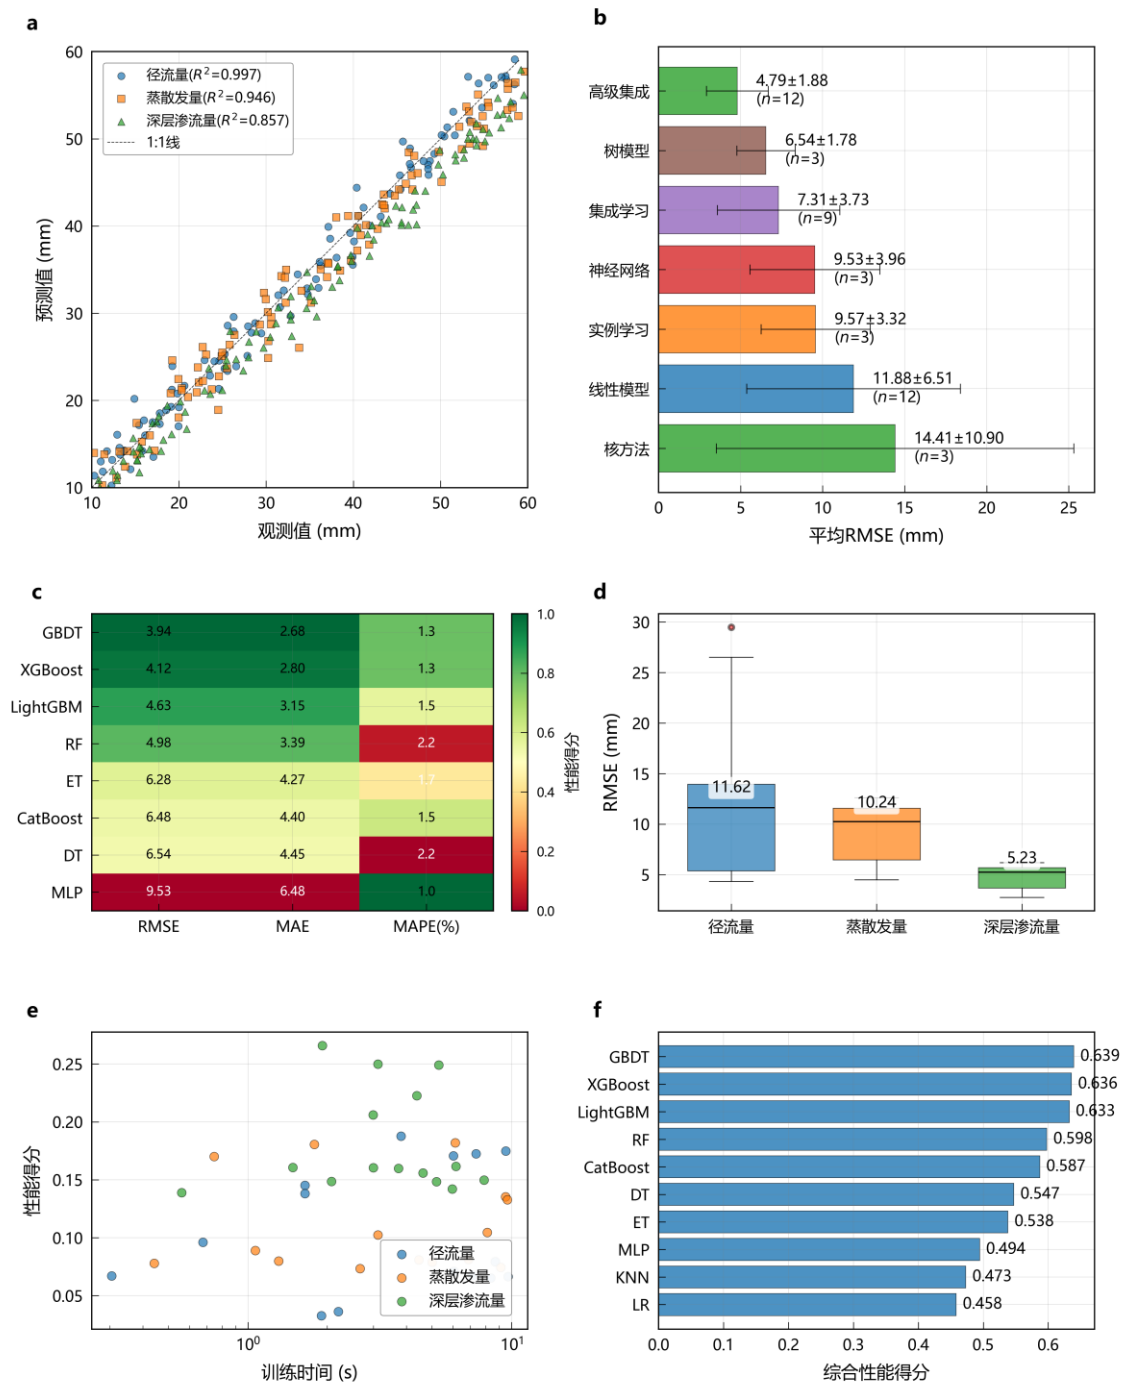 a
60
50
40
30
20
10
10
20
30
40
50
60
预测值 (mm)
观测值 (mm)
径流量(R²=0.997)
蒸散发量(R²=0.946)
深层渗流量(R²=0.857)
1:1线
b
高级集成
4.79±1.88
(n=12)
树模型
6.54±1.78
(n=3)
集成学习
7.31±3.73
(n=9)
神经网络
9.53±3.96
(n=3)
实例学习
9.57±3.32
(n=3)
线性模型
11.88±6.51
(n=12)
核方法
14.41±10.90
(n=3)
0
5
10
15
20
25
平均RMSE (mm)
c
GBDT 3.94 2.68 1.3
XGBoost 4.12 2.80 1.3
LightGBM 4.63 3.15 1.5
RF 4.98 3.39 2.2
ET 6.28 4.27 1.7
CatBoost 6.48 4.40 1.5
DT 6.54 4.45 2.2
MLP 9.53 6.48 1.0
RMSE MAE MAPE(%)
1.0
0.8
0.6
0.4
0.2
0.0
性能得分
d
30
25
20
15
10
5
RMSE (mm)
11.62
10.24
5.23
径流量
蒸散发量
深层渗流量
e
0.25
0.20
0.15
0.10
0.05
性能得分
径流量
蒸散发量
深层渗流量
10⁰
10¹
训练时间 (s)
f
GBDT 0.639
XGBoost 0.636
LightGBM 0.633
RF 0.598
CatBoost 0.587
DT 0.547
ET 0.538
MLP 0.494
KNN 0.473
LR 0.458
0.0
0.1
0.2
0.3
0.4
0.5
0.6
综合性能得分